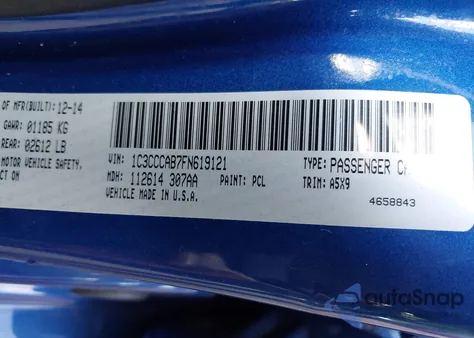 OF MFR(BUILT): 12-14
GAWR: 01185 KG
REAR: 02612 LB
MOTOR VEHICLE SAFETY,
CT BAR:
VIN: 1C3CCCAB7FN619121
TYPE: PASSENGER
MDH: 112614 307AA
PAINT: PCL
TRIM: A5X9
VEHICLE MADE IN U.S.A.
4658843
autoSnap